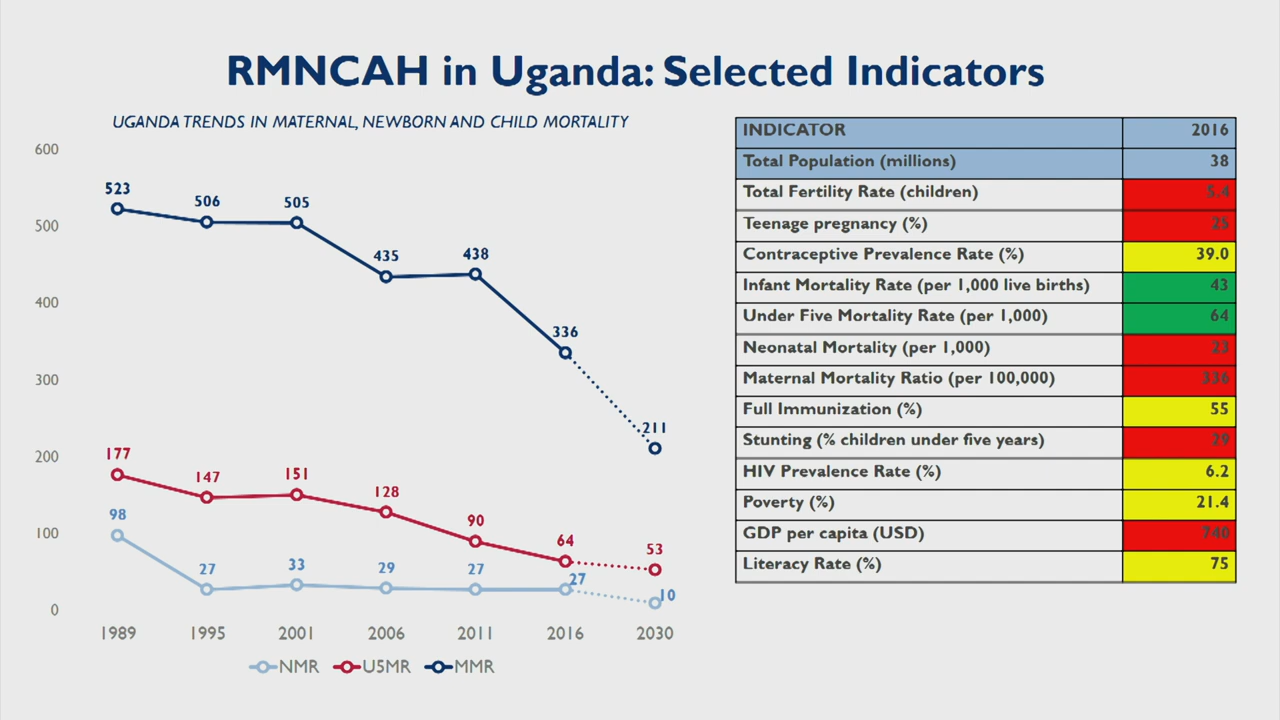 RMNCAH in Uganda: Selected Indicators
UGANDA TRENDS IN MATERNAL, NEWBORN AND CHILD MORTALITY
600
500
400
300
200
100
0
523
506
505
435
438
336
211
177
147
151
128
90
64
53
98
27
33
29
27
27
10
1989 1995 2001 2006 2011 2016 2030
NMR U5MR MMR
INDICATOR 2016
Total Population (millions) 38
Total Fertility Rate (children) 5.4
Teenage pregnancy (%) 25
Contraceptive Prevalence Rate (%) 39.0
Infant Mortality Rate (per 1,000 live births) 43
Under Five Mortality Rate (per 1,000) 64
Neonatal Mortality (per 1,000) 23
Maternal Mortality Ratio (per 100,000) 336
Full Immunization (%) 55
Stunting (% children under five years) 29
HIV Prevalence Rate (%) 6.2
Poverty (%) 21.4
GDP per capita (USD) 740
Literacy Rate (%) 75